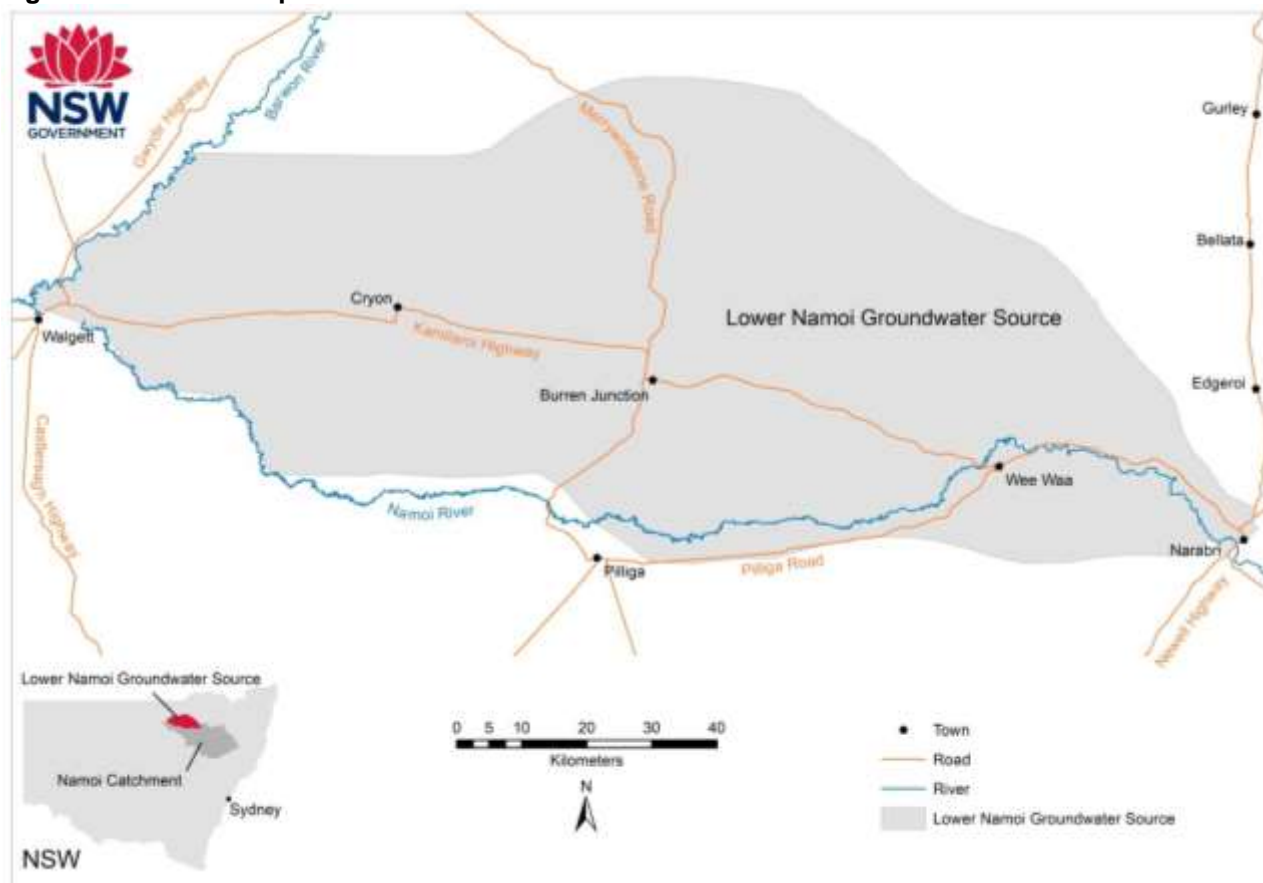 NSW
GOVERNMENT
Gwydir Highway
Barwon River
Merrywinebone Road
Gurley
Bellata
Cryon
Kamilaroi Highway
Lower Namoi Groundwater Source
Walgett
Burren Junction
Edgeroi
Castlereagh Highway
Wee Waa
Namoi River
Narabri
Pilliga
Pilliga Road
Newell Highway
Lower Namoi Groundwater Source
Namoi Catchment
Sydney
NSW
0 5 10 20 30 40
Kilometers
N
Town
Road
River
Lower Namoi Groundwater Source